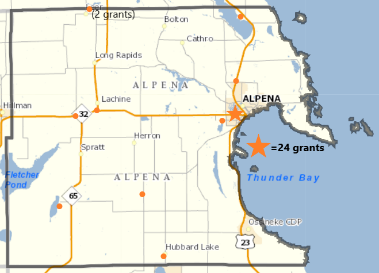 (2 grants)
Bolton
Cathro
Long Rapids
ALPENA
Lachine
ALPENA
Hillman
32
=24 grants
Herron
Spratt
Fletcher
Pond
ALPENA
Thunder Bay
65
Ossineke CDP
23
Hubbard Lake